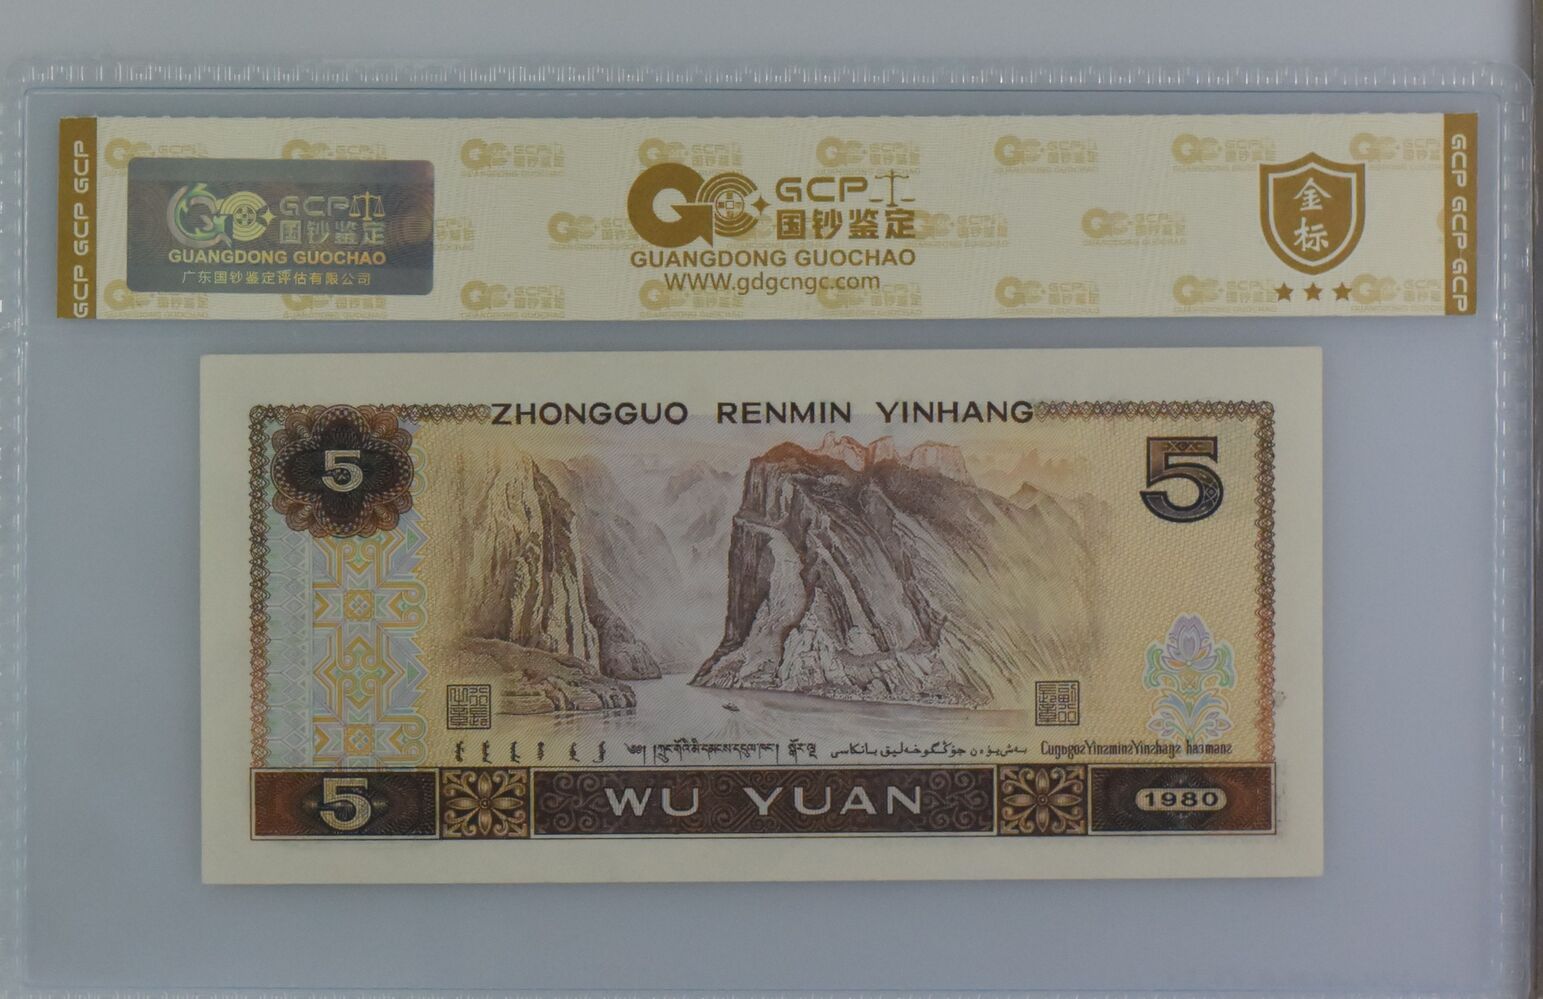 GCP GCP GCP
GCP
国钞鉴定
GUANGDONG GUOCHAO
广东国钞鉴定评估有限公司
GCP
国钞鉴定
GUANGDONG GUOCHAO
www.gdgcngc.com
金
标
GCP GCP GCP
ZHONGGUO RENMIN YINHANG
5
5
Cuŋƅgoƨ Yinƨminƨ Yinƨhaŋƨ haзmanƨ
5
WU YUAN
1980